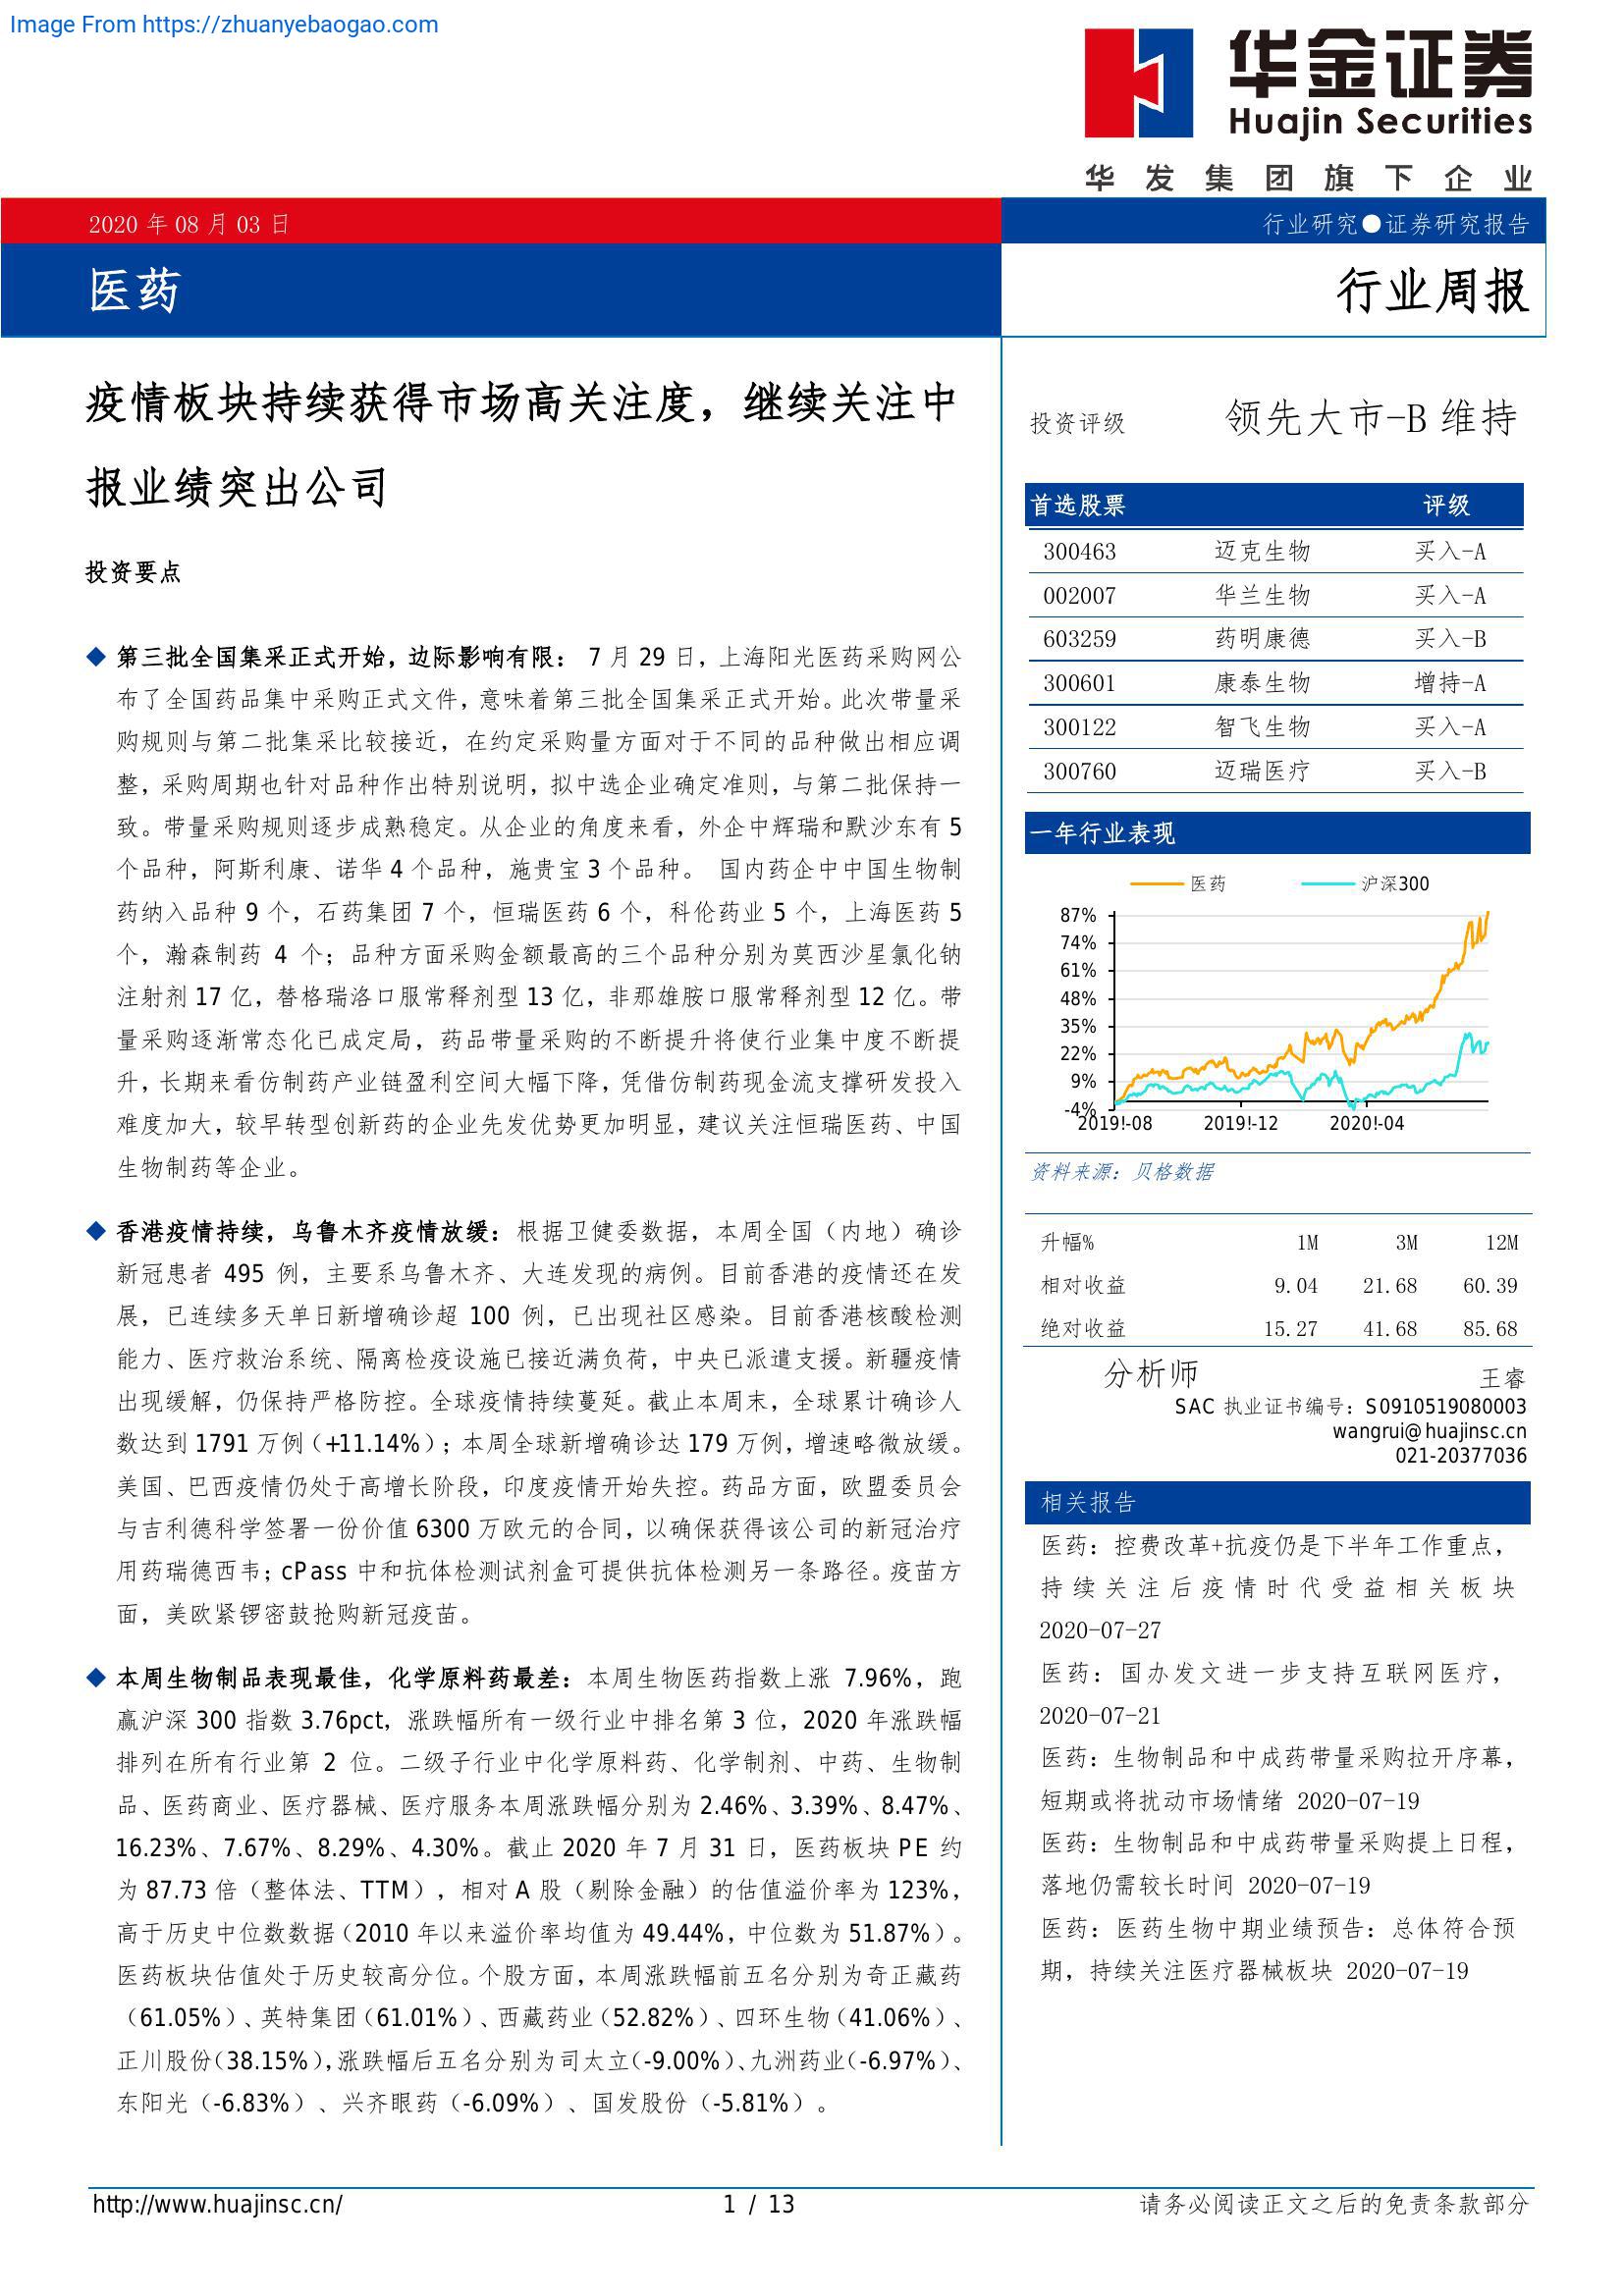 Image From https://zhuanyebaogao.com
华金证券
Huajin Securities
华发集团旗下企业
2020 年 08 月 03 日
行业研究●证券研究报告
医药
行业周报
疫情板块持续获得市场高关注度，继续关注中
报业绩突出公司
投资要点
◆ 第三批全国集采正式开始，边际影响有限： 7 月 29 日，上海阳光医药采购网公
布了全国药品集中采购正式文件，意味着第三批全国集采正式开始。此次带量采
购规则与第二批集采比较接近，在约定采购量方面对于不同的品种做出相应调
整，采购周期也针对品种作出特别说明，拟中选企业确定准则，与第二批保持一
致。带量采购规则逐步成熟稳定。从企业的角度来看，外企中辉瑞和默沙东有 5
个品种，阿斯利康、诺华 4 个品种，施贵宝 3 个品种。 国内药企中中国生物制
药纳入品种 9 个，石药集团 7 个，恒瑞医药 6 个，科伦药业 5 个，上海医药 5
个，瀚森制药 4 个；品种方面采购金额最高的三个品种分别为莫西沙星氯化钠
注射剂 17 亿，替格瑞洛口服常释剂型 13 亿，非那雄胺口服常释剂型 12 亿。带
量采购逐渐常态化已成定局，药品带量采购的不断提升将使行业集中度不断提
升，长期来看仿制药产业链盈利空间大幅下降，凭借仿制药现金流支撑研发投入
难度加大，较早转型创新药的企业先发优势更加明显，建议关注恒瑞医药、中国
生物制药等企业。
◆ 香港疫情持续，乌鲁木齐疫情放缓：根据卫健委数据，本周全国（内地）确诊
新冠患者 495 例，主要系乌鲁木齐、大连发现的病例。目前香港的疫情还在发
展，已连续多天单日新增确诊超 100 例，已出现社区感染。目前香港核酸检测
能力、医疗救治系统、隔离检疫设施已接近满负荷，中央已派遣支援。新疆疫情
出现缓解，仍保持严格防控。全球疫情持续蔓延。截止本周末，全球累计确诊人
数达到 1791 万例（+11.14%）；本周全球新增确诊达 179 万例，增速略微放缓。
美国、巴西疫情仍处于高增长阶段，印度疫情开始失控。药品方面，欧盟委员会
与吉利德科学签署一份价值 6300 万欧元的合同，以确保获得该公司的新冠治疗
用药瑞德西韦；cPass 中和抗体检测试剂盒可提供抗体检测另一条路径。疫苗方
面，美欧紧锣密鼓抢购新冠疫苗。
◆ 本周生物制品表现最佳，化学原料药最差：本周生物医药指数上涨 7.96%，跑
赢沪深 300 指数 3.76pct，涨跌幅所有一级行业中排名第 3 位，2020 年涨跌幅
排列在所有行业第 2 位。二级子行业中化学原料药、化学制剂、中药、生物制
品、医药商业、医疗器械、医疗服务本周涨跌幅分别为 2.46%、3.39%、8.47%、
16.23%、7.67%、8.29%、4.30%。截止 2020 年 7 月 31 日，医药板块 PE 约
为 87.73 倍（整体法、TTM），相对 A 股（剔除金融）的估值溢价率为 123%，
高于历史中位数数据（2010 年以来溢价率均值为 49.44%，中位数为 51.87%）。
医药板块估值处于历史较高分位。个股方面，本周涨跌幅前五名分别为奇正藏药
（61.05%）、英特集团（61.01%）、西藏药业（52.82%）、四环生物（41.06%）、
正川股份（38.15%），涨跌幅后五名分别为司太立（-9.00%）、九洲药业（-6.97%）、
东阳光（-6.83%）、兴齐眼药（-6.09%）、国发股份（-5.81%）。
投资评级 领先大市-B 维持
首选股票 评级
300463 迈克生物 买入-A
002007 华兰生物 买入-A
603259 药明康德 买入-B
300601 康泰生物 增持-A
300122 智飞生物 买入-A
300760 迈瑞医疗 买入-B
一年行业表现
医药 沪深300
87%
74%
61%
48%
35%
22%
9%
-4%
2019!-08 2019!-12 2020!-04
资料来源：贝格数据
升幅% 1M 3M 12M
相对收益 9.04 21.68 60.39
绝对收益 15.27 41.68 85.68
分析师 王睿
SAC 执业证书编号：S0910519080003
wangrui@huajinsc.cn
021-20377036
相关报告
医药：控费改革+抗疫仍是下半年工作重点，
持续关注后疫情时代受益相关板块
2020-07-27
医药：国办发文进一步支持互联网医疗，
2020-07-21
医药：生物制品和中成药带量采购拉开序幕，
短期或将扰动市场情绪 2020-07-19
医药：生物制品和中成药带量采购提上日程，
落地仍需较长时间 2020-07-19
医药：医药生物中期业绩预告：总体符合预
期，持续关注医疗器械板块 2020-07-19
http://www.huajinsc.cn/ 1 / 13 请务必阅读正文之后的免责条款部分